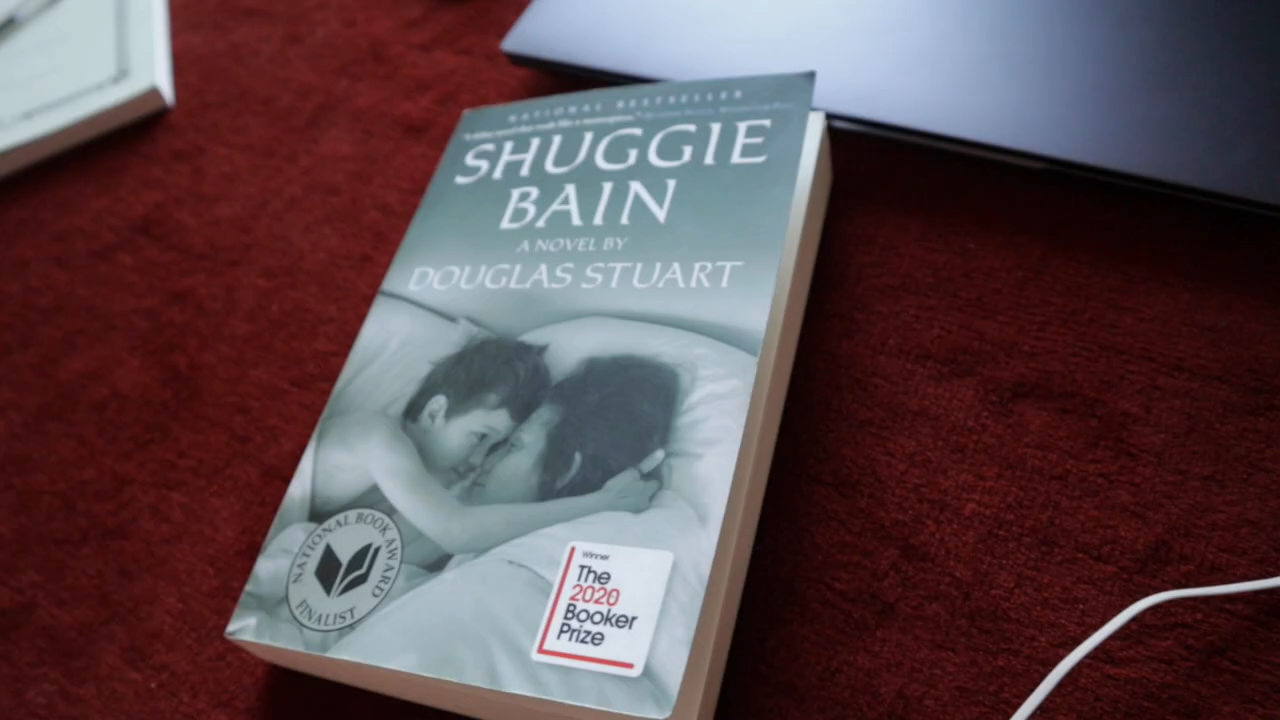 NATIONAL BESTSELLER
SHUGGIE
BAIN
A NOVEL BY
DOUGLAS STUART
NATIONAL BOOK AWARD
FINALIST
Winner
The
2020
Booker
Prize